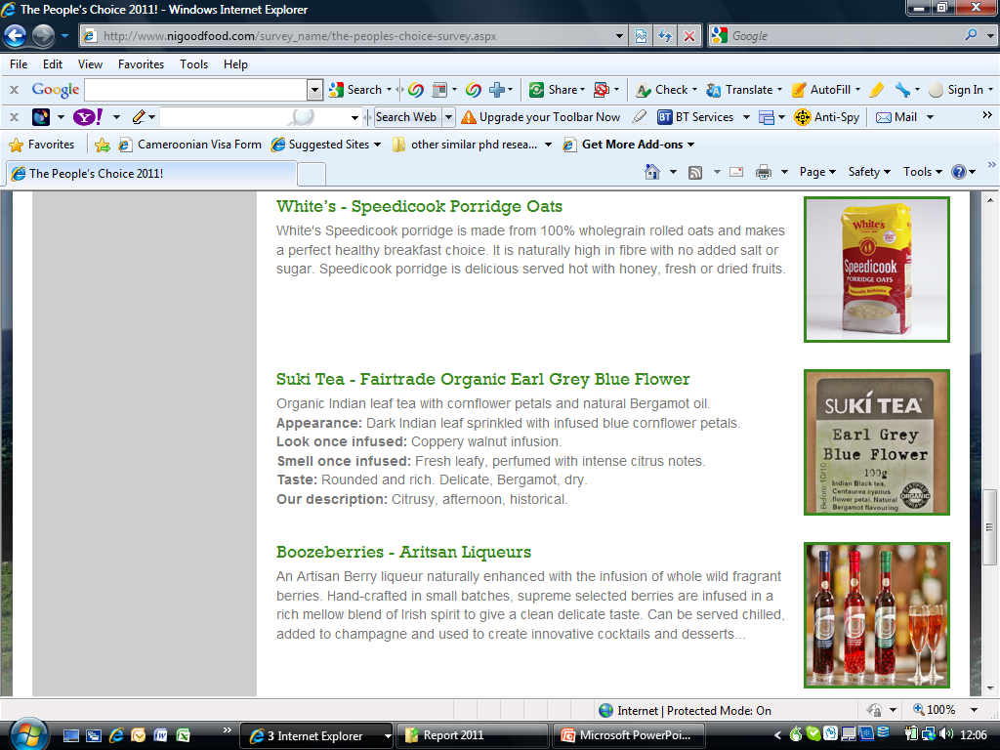 The People's Choice 2011! - Windows Internet Explorer
http://www.nigoodfood.com/survey_name/the-peoples-choice-survey.aspx
Google
File Edit View Favorites Tools Help
x Google Search Share Check Translate AutoFill Sign In
x Y! Search Web Upgrade your Toolbar Now BT BT Services Anti-Spy Mail »
Favorites Cameroonian Visa Form Suggested Sites other similar phd resea... Get More Add-ons
The People's Choice 2011! Page Safety Tools »
White's - Speedicook Porridge Oats
White's Speedicook porridge is made from 100% wholegrain rolled oats and makes
a perfect healthy breakfast choice. It is naturally high in fibre with no added salt or
sugar. Speedicook porridge is delicious served hot with honey, fresh or dried fruits.
White's
Speedicook
PORRIDGE OATS
Naturally Delicious
Suki Tea - Fairtrade Organic Earl Grey Blue Flower
Organic Indian leaf tea with cornflower petals and natural Bergamot oil.
Appearance: Dark Indian leaf sprinkled with infused blue cornflower petals.
Look once infused: Coppery walnut infusion.
Smell once infused: Fresh leafy, perfumed with intense citrus notes.
Taste: Rounded and rich. Delicate, Bergamot, dry.
Our description: Citrusy, afternoon, historical.
SUKÍ TEA
Earl Grey
Blue Flower
100g
Indian Black tea,
Centaurea cyanus
flower petal, Natural
Bergamot flavouring.
Before: 10/10
CERTIFIED
ORGANIC
Boozeberries - Aritsan Liqueurs
An Artisan Berry liqueur naturally enhanced with the infusion of whole wild fragrant
berries. Hand-crafted in small batches, supreme selected berries are infused in a
rich mellow blend of Irish spirit to give a clean delicate taste. Can be served chilled,
added to champagne and used to create innovative cocktails and desserts...
Internet | Protected Mode: On 100%
» 3 Internet Explorer Report 2011 Microsoft PowerPoi... < 12:06